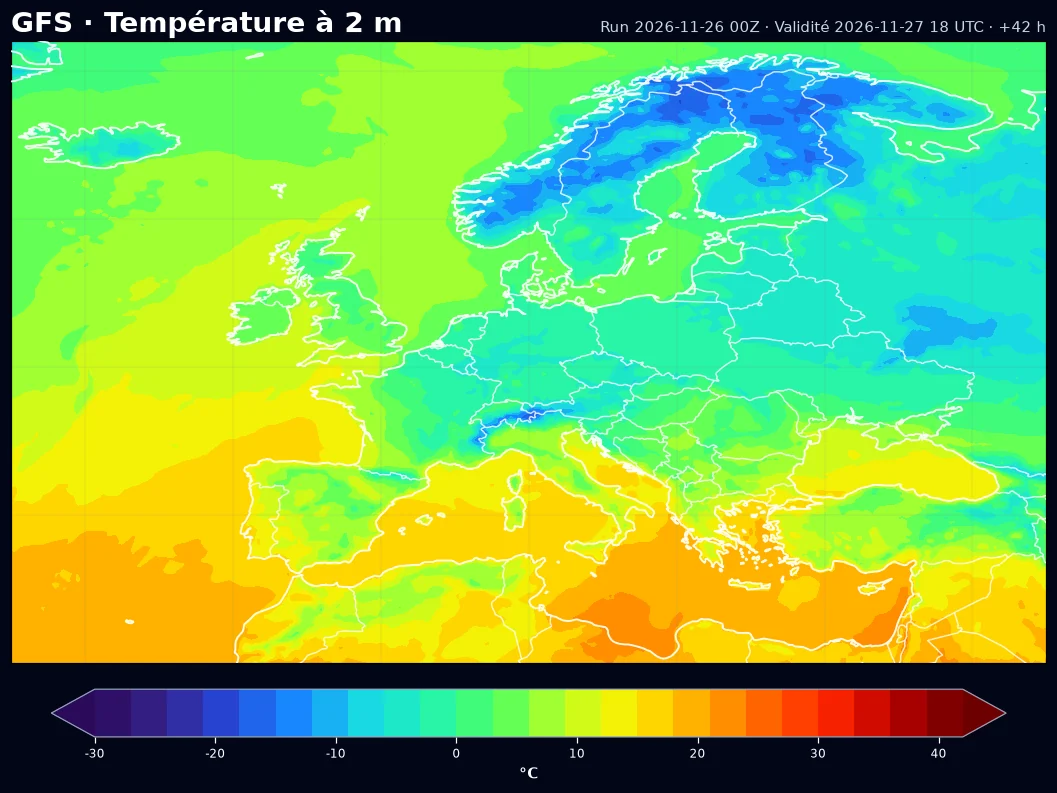 GFS · Température à 2 m
Run 2026-11-26 00Z · Validité 2026-11-27 18 UTC · +42 h
-30 -20 -10 0 10 20 30 40
°C